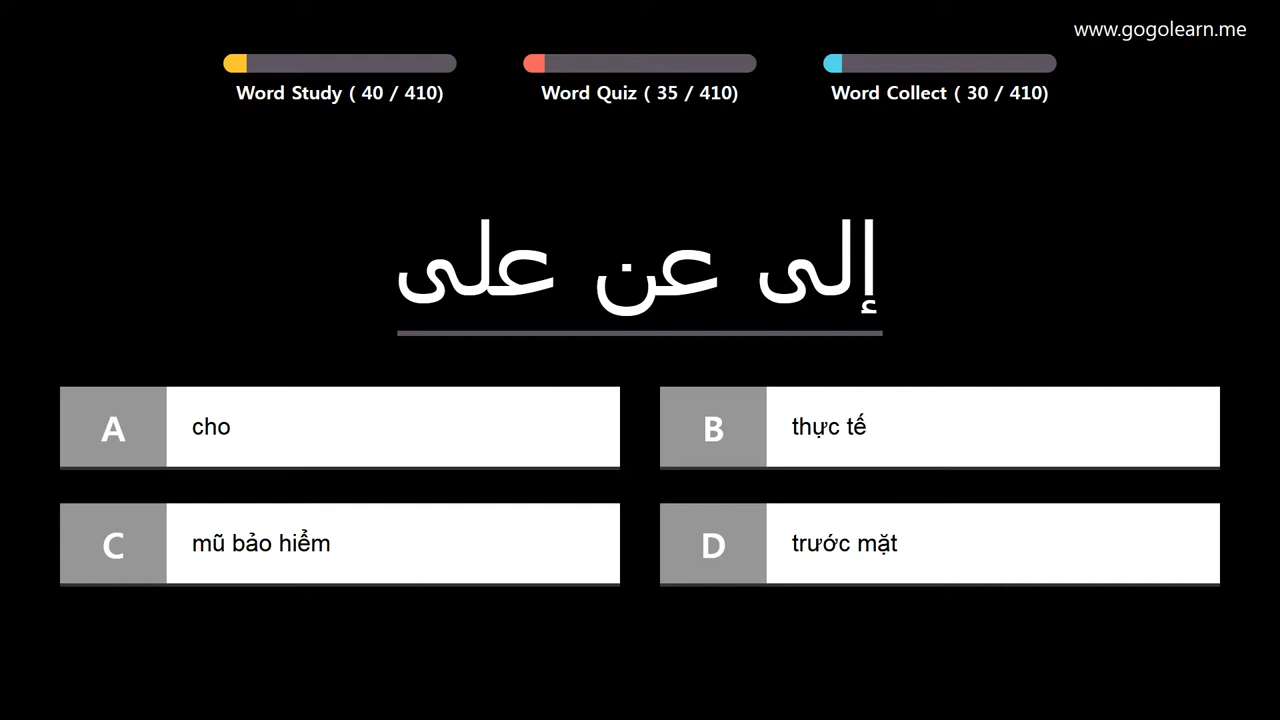 www.gogolearn.me
Word Study ( 40 / 410)
Word Quiz ( 35 / 410)
Word Collect ( 30 / 410)
إلى عن على
A
cho
B
thực tế
C
mũ bảo hiểm
D
trước mặt